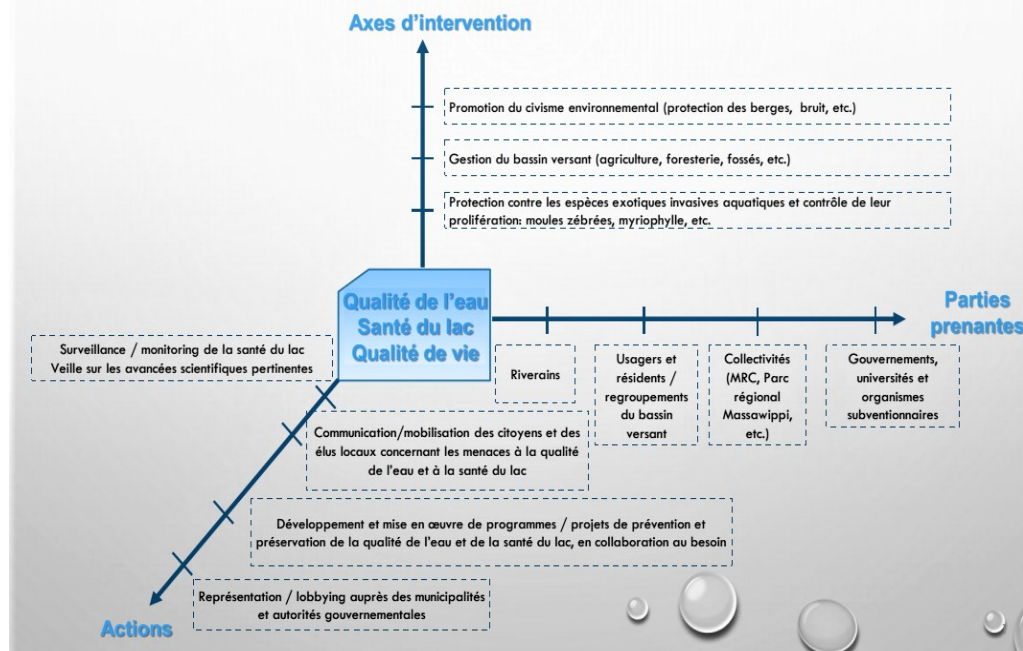 Axes d'intervention
Promotion du civisme environnemental (protection des berges, bruit, etc.)
Gestion du bassin versant (agriculture, foresterie, fossés, etc.)
Protection contre les espèces exotiques invasives aquatiques et contrôle de leur
prolifération: moules zébrées, myriophylle, etc.
Qualité de l'eau
Santé du lac
Qualité de vie
Parties
prenantes
Riverains
Usagers et
résidents /
regroupements
du bassin
versant
Collectivités
(MRC, Parc
régional
Massawippi,
etc.)
Gouvernements,
universités et
organismes
subventionnaires
Surveillance / monitoring de la santé du lac
Veille sur les avancées scientifiques pertinentes
Communication/mobilisation des citoyens et des
élus locaux concernant les menaces à la qualité
de l'eau et à la santé du lac
Développement et mise en œuvre de programmes / projets de prévention et
préservation de la qualité de l'eau et de la santé du lac, en collaboration au besoin
Représentation / lobbying auprès des municipalités
et autorités gouvernementales
Actions